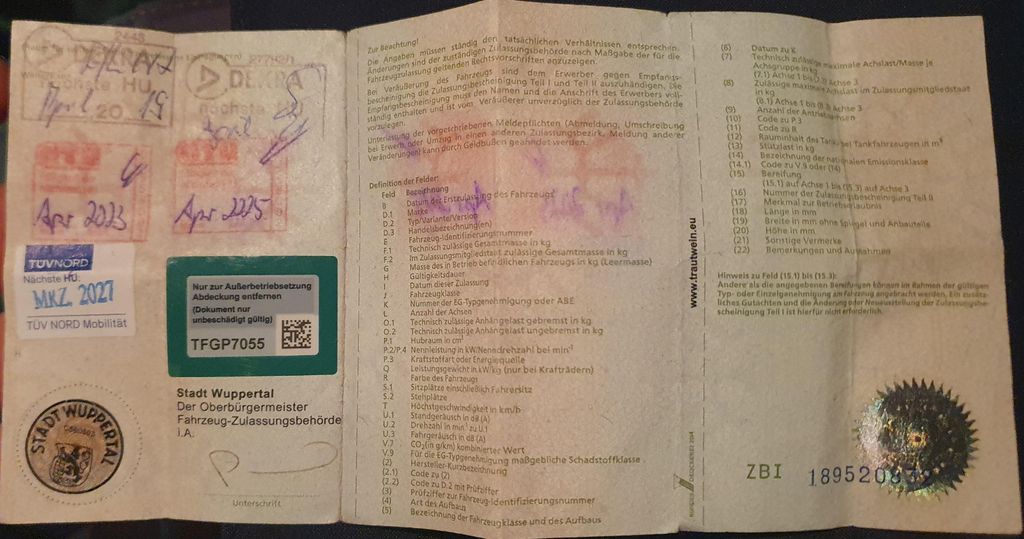 DEKRA
nächste HU
April
20 19
DEKRA
nächste HU
April
Apr 2023
Apr 2225
TÜV NORD
Nächste HU:
MRZ. 2027
TÜV NORD Mobilität
Nur zur Außerbetriebsetzung
Abdeckung entfernen
(Dokument nur
unbeschädigt gültig)
TFGP7055
STADT WUPPERTAL
Stadt Wuppertal
Der Oberbürgermeister
Fahrzeug-Zulassungsbehörde
i.A.
Unterschrift
Zur Beachtung!
Die Angaben müssen ständig den tatsächlichen Verhältnissen entsprechen.
Änderungen sind der zuständigen Zulassungsbehörde nach Maßgabe der für die
Fahrzeugzulassung geltenden Rechtsvorschriften anzuzeigen.
Bei Veräußerung des Fahrzeugs sind dem Erwerber gegen Empfangs-
bescheinigung die Zulassungsbescheinigung Teil I und Teil II auszuhändigen. Die
Empfangsbescheinigung muss den Namen und die Anschrift des Erwerbers voll-
ständig enthalten und ist vom Veräußerer unverzüglich der Zulassungsbehörde
vorzulegen.
Unterlassung der vorgeschriebenen Meldepflichten (Abmeldung, Umschreibung
bei Erwerb oder Umzug in einen anderen Zulassungsbezirk, Meldung anderer
Veränderungen) kann durch Geldbußen geahndet werden.
Definition der Felder:
Feld Bezeichnung
B Datum der Erstzulassung des Fahrzeugs
D.1 Marke
D.2 Typ/Variante/Version
D.3 Handelsbezeichnung(en)
E Fahrzeug-Identifizierungsnummer
F.1 Technisch zulässige Gesamtmasse in kg
F.2 Im Zulassungsmitgliedstaat zulässige Gesamtmasse in kg
G Masse des in Betrieb befindlichen Fahrzeugs in kg (Leermasse)
H Gültigkeitsdauer
I Datum dieser Zulassung
J Fahrzeugklasse
K Nummer der EG-Typgenehmigung oder ABE
L Anzahl der Achsen
O.1 Technisch zulässige Anhängelast gebremst in kg
O.2 Technisch zulässige Anhängelast ungebremst in kg
P.1 Hubraum in cm³
P.2/P.4 Nennleistung in kW/Nenndrehzahl bei min⁻¹
P.3 Kraftstoffart oder Energiequelle
Q Leistungsgewicht in kW/kg (nur bei Krafträdern)
R Farbe des Fahrzeugs
S.1 Sitzplätze einschließlich Fahrersitz
S.2 Stehplätze
T Höchstgeschwindigkeit in km/h
U.1 Standgeräusch in dB (A)
U.2 Drehzahl in min⁻¹ zu U.1
U.3 Fahrgeräusch in dB (A)
V.7 CO₂ (in g/km) kombinierter Wert
V.9 Für die EG-Typgenehmigung maßgebliche Schadstoffklasse
(2) Hersteller-Kurzbezeichnung
(2.1) Code zu (2)
(2.2) Code zu D.2 mit Prüfziffer
(3) Prüfziffer zur Fahrzeug-Identifizierungsnummer
(4) Art des Aufbaus
(5) Bezeichnung der Fahrzeugklasse und des Aufbaus
www.trautwein.eu
(6) Datum zu K
(7) Technisch zulässige maximale Achslast/Masse je
Achsgruppe in kg
(7.1) Achse 1 bis (7.3) Achse 3
(8) Zulässige maximale Achslast im Zulassungsmitgliedstaat
in kg
(8.1) Achse 1 bis (8.3) Achse 3
(9) Anzahl der Antriebsachsen
(10) Code zu P.3
(11) Code zu R
(12) Rauminhalt des Tanks bei Tankfahrzeugen in m³
(13) Stützlast in kg
(14) Bezeichnung der nationalen Emissionsklasse
(14.1) Code zu V.9 oder (14)
(15) Bereifung
(15.1) auf Achse 1 bis (15.3) auf Achse 3
(16) Nummer der Zulassungsbescheinigung Teil II
(17) Merkmal zur Betriebserlaubnis
(18) Länge in mm
(19) Breite in mm ohne Spiegel und Anbauteile
(20) Höhe in mm
(21) Sonstige Vermerke
(22) Bemerkungen und Ausnahmen
Hinweis zu Feld (15.1) bis (15.3):
Andere als die angegebenen Bereifungen können im Rahmen der gültigen
Typ- oder Einzelgenehmigung am Fahrzeug angebracht werden. Ein zusätz-
liches Gutachten und die Änderung oder Neuausstellung der Zulassungsbe-
scheinigung Teil I ist hierfür nicht erforderlich.
ZBI